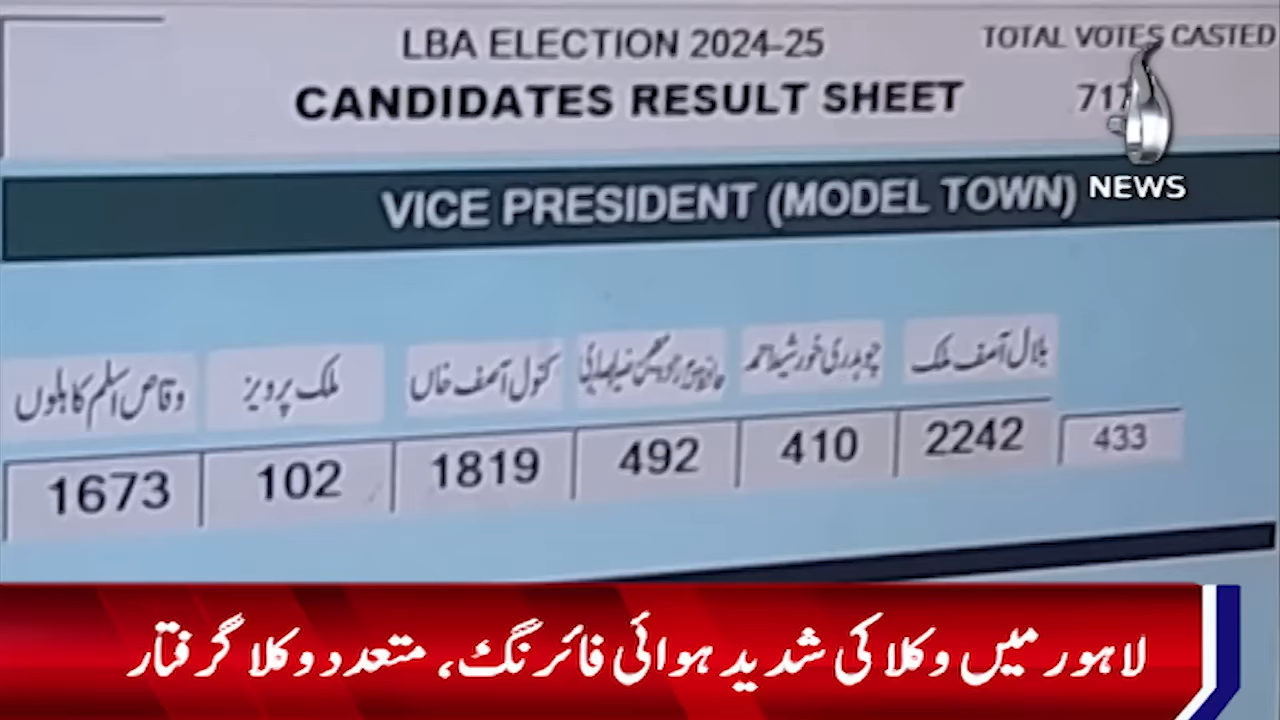 LBA ELECTION 2024-25
TOTAL VOTES CASTED
CANDIDATES RESULT SHEET
717
NEWS
VICE PRESIDENT (MODEL TOWN)
بلال آصف ملک
چوہدری خورشید احمد
کنول آصف خاں
ملک پرویز
وقاص اسلم کاہلوں
1673 102 1819 492 410 2242 433
لاہور میں وکلا کی شدید ہوائی فائرنگ، متعدد وکلا گرفتار